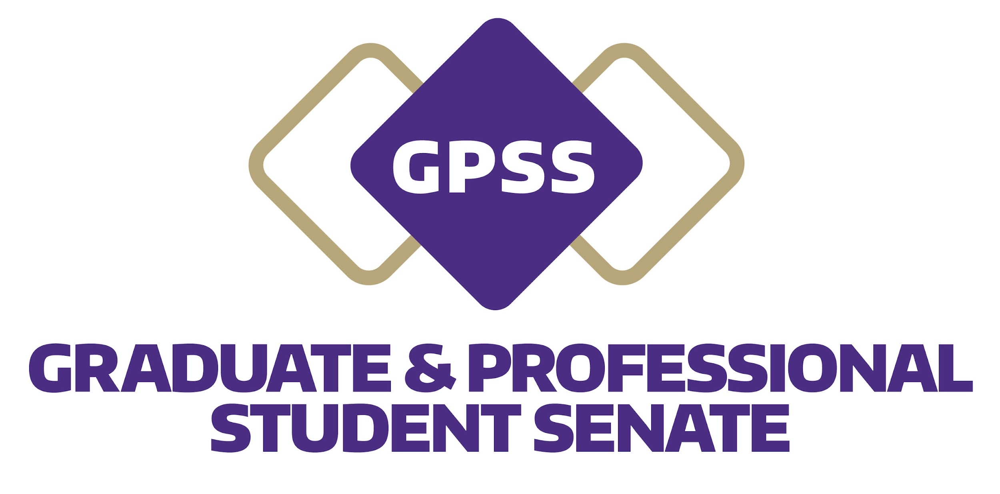 GPSS
GRADUATE & PROFESSIONAL
STUDENT SENATE